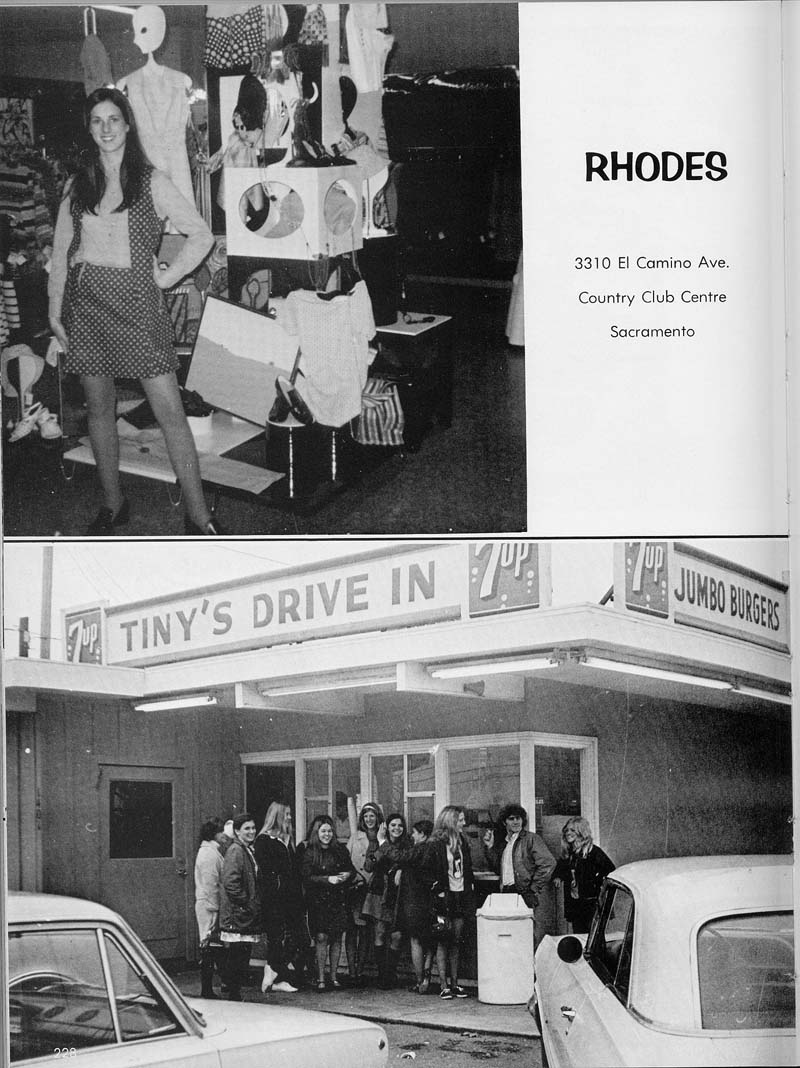 RHODES
3310 El Camino Ave.
Country Club Centre
Sacramento
7up
TINY'S DRIVE IN
7up
7up
JUMBO BURGERS
228